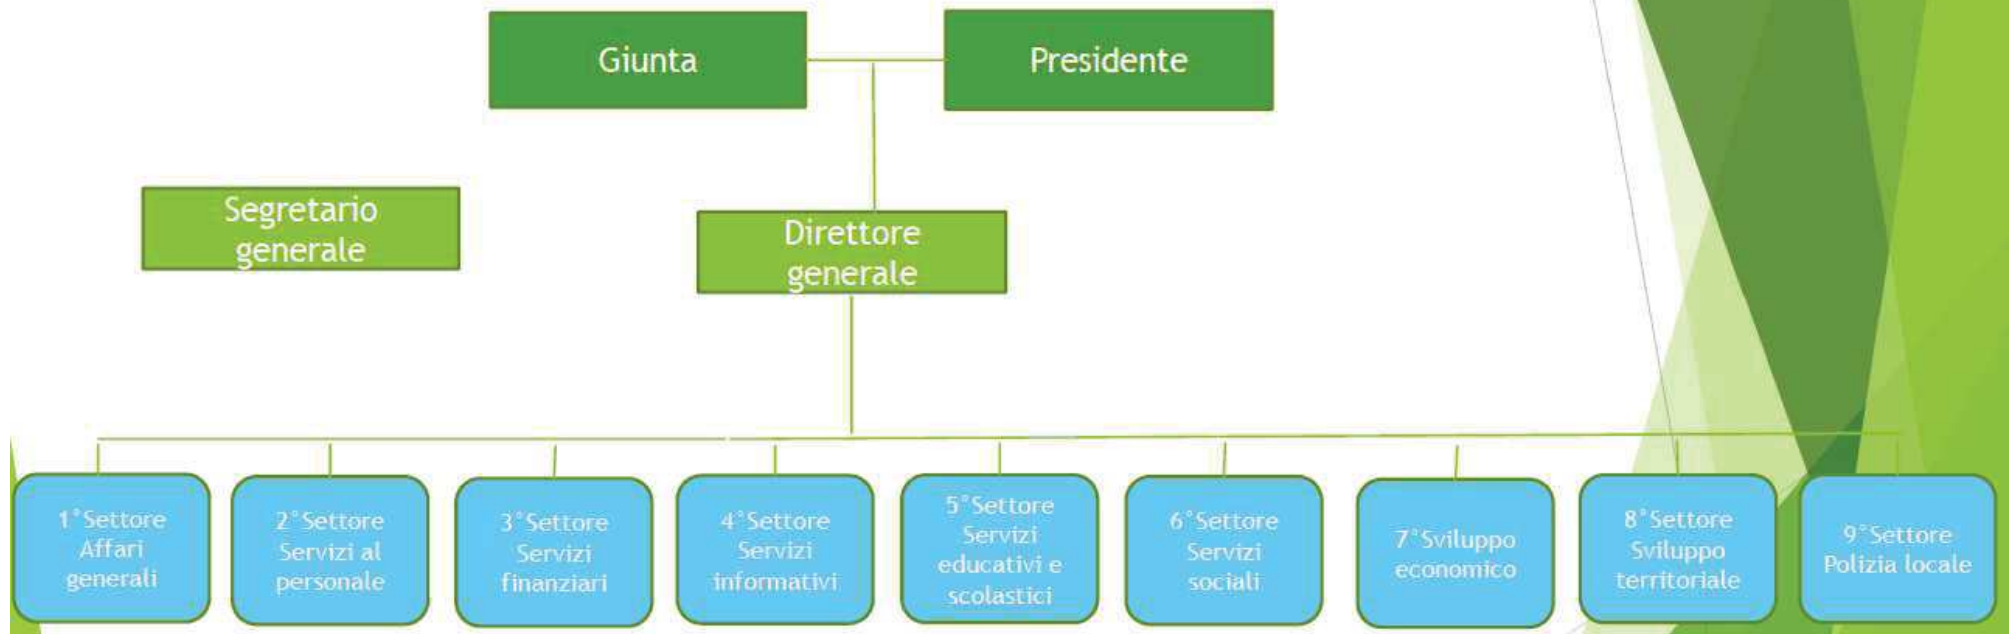 Giunta
Presidente
Segretario
generale
Direttore
generale
1°Settore
Affari
generali
2°Settore
Servizi al
personale
3°Settore
Servizi
finanziari
4°Settore
Servizi
informativi
5°Settore
Servizi
educativi e
scolastici
6°Settore
Servizi
sociali
7°Sviluppo
economico
8°Settore
Sviluppo
territoriale
9°Settore
Polizia locale